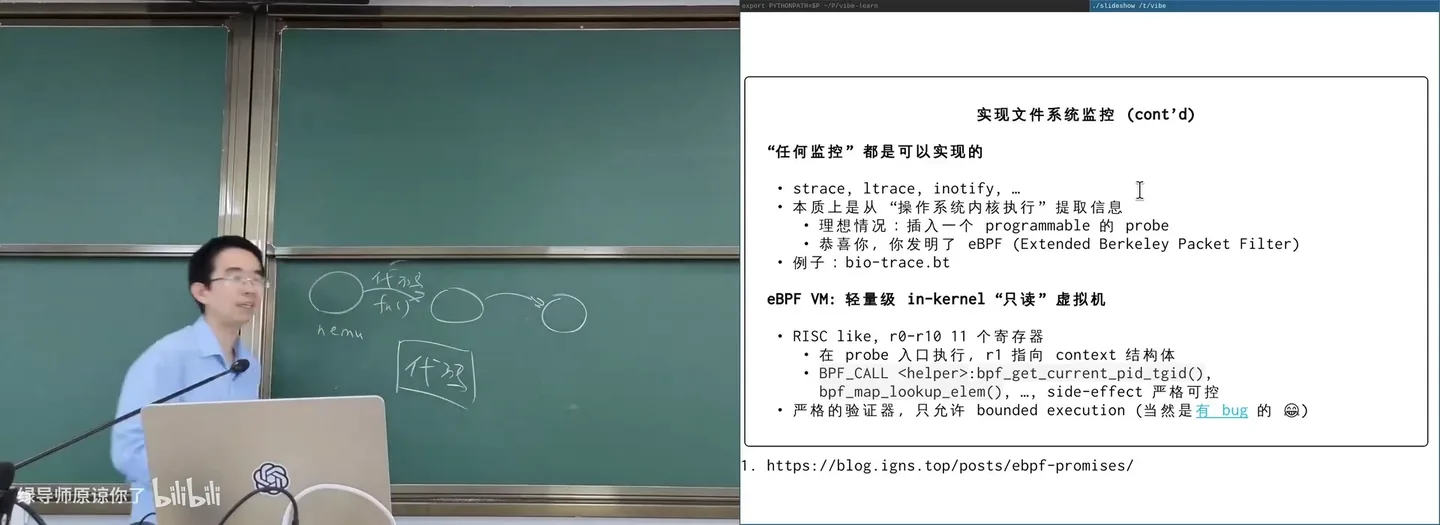 export PYTHONPATH=$P ~/P/vibe-learn
./slideshow /t/vibe
实现文件系统监控 (cont’d)
“任何监控”都是可以实现的
• strace, ltrace, inotify, …
• 本质上是从“操作系统内核执行”提取信息
• 理想情况：插入一个 programmable 的 probe
• 恭喜你，你发明了 eBPF (Extended Berkeley Packet Filter)
• 例子：bio-trace.bt
eBPF VM: 轻量级 in-kernel “只读”虚拟机
• RISC like, r0-r10 11 个寄存器
• 在 probe 入口执行，r1 指向 context 结构体
• BPF_CALL <helper>:bpf_get_current_pid_tgid(),
bpf_map_lookup_elem(), …, side-effect 严格可控
• 严格的验证器，只允许 bounded execution (当然是有 bug 的 😁)
1. https://blog.igns.top/posts/ebpf-promises/
代码
nemu
代码
绿导师原谅你了 bilibili